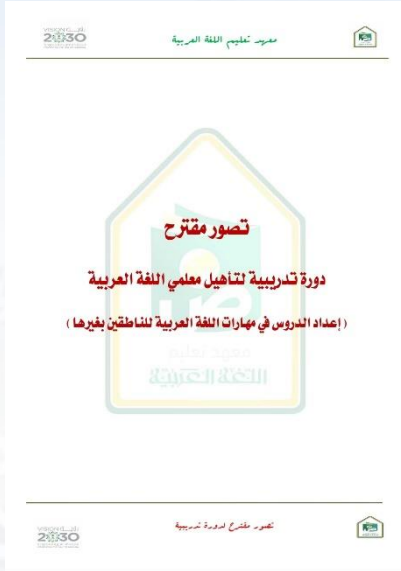 معهد تعليم اللغة العربية
2030
تصور مقترح
دورة تدريبية لتأهيل معلمي اللغة العربية
( إعداد الدروس في مهارات اللغة العربية للناطقين بغيرها )
معهد تعليم
اللغة العربية
تصور مقترح لدورة تدريبية
2030